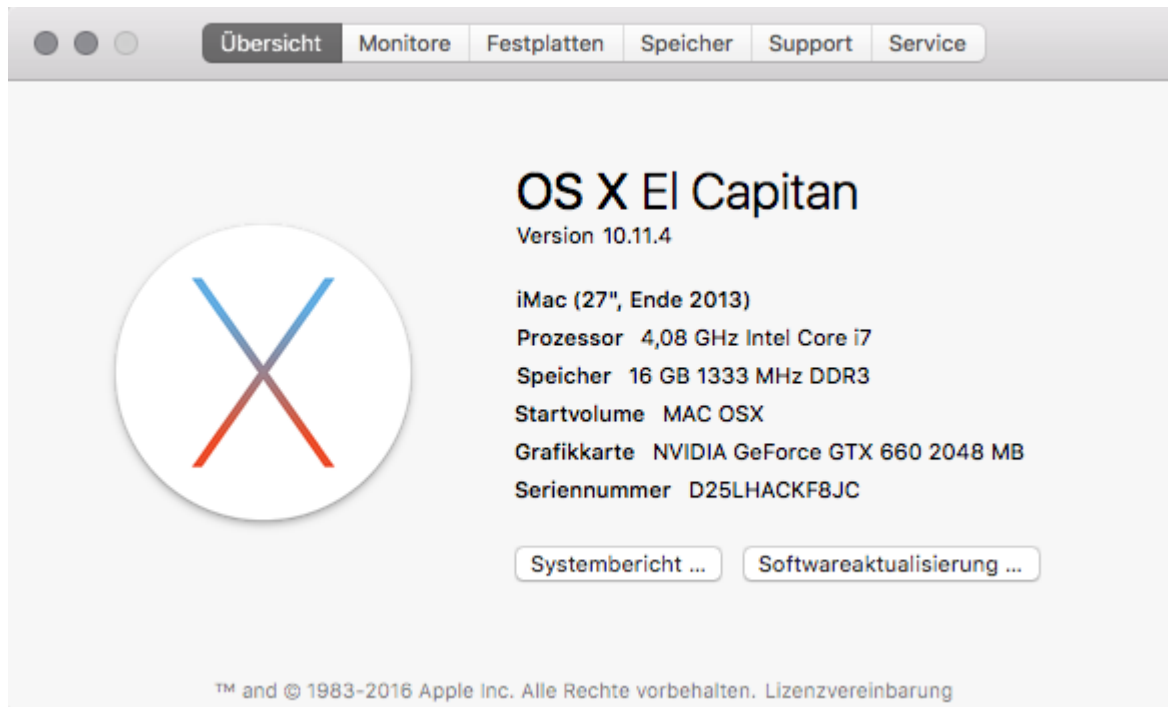 Übersicht Monitore Festplatten Speicher Support Service
OS X El Capitan
Version 10.11.4
iMac (27", Ende 2013)
Prozessor 4,08 GHz Intel Core i7
Speicher 16 GB 1333 MHz DDR3
Startvolume MAC OSX
Grafikkarte NVIDIA GeForce GTX 660 2048 MB
Seriennummer D25LHACKF8JC
Systembericht ... Softwareaktualisierung ...
™ and © 1983-2016 Apple Inc. Alle Rechte vorbehalten. Lizenzvereinbarung